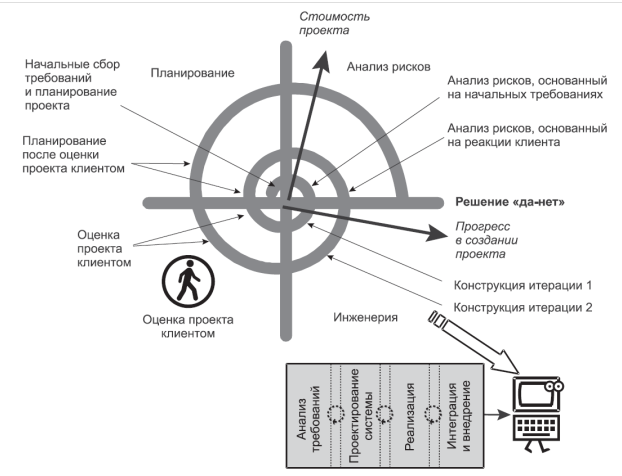 Стоимость
проекта
Начальные сбор
требований
и планирование
проекта
Планирование
Анализ рисков
Анализ рисков, основанный
на начальных требованиях
Планирование
после оценки
проекта клиентом
Анализ рисков, основанный
на реакции клиента
Решение «да-нет»
Прогресс
в создании
проекта
Оценка
проекта
клиентом
Конструкция итерации 1
Конструкция итерации 2
Оценка проекта
клиентом
Инженерия
Анализ
требований
Проектирование
системы
Реализация
Интеграция
и внедрение